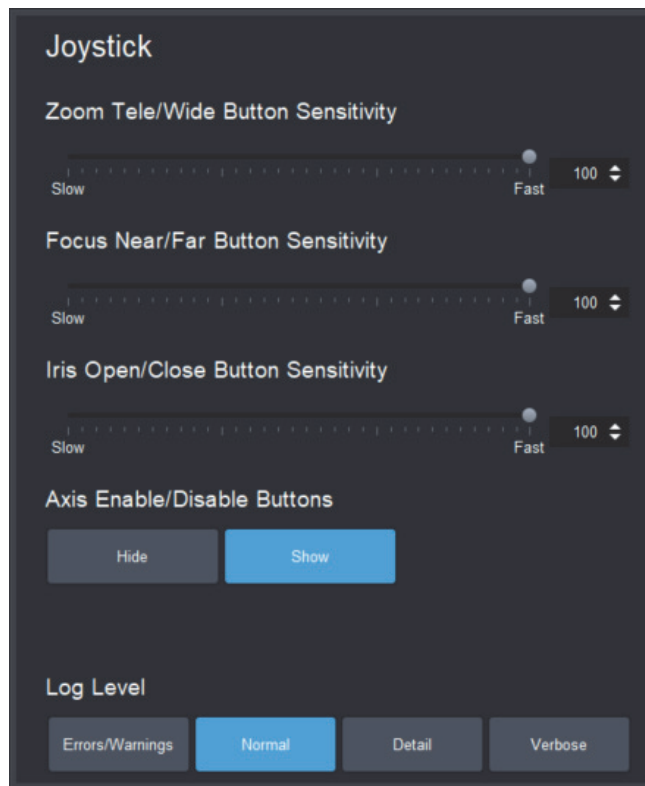 Joystick
Zoom Tele/Wide Button Sensitivity
100
Slow Fast
Focus Near/Far Button Sensitivity
100
Slow Fast
Iris Open/Close Button Sensitivity
100
Slow Fast
Axis Enable/Disable Buttons
Hide Show
Log Level
Errors/Warnings Normal Detail Verbose